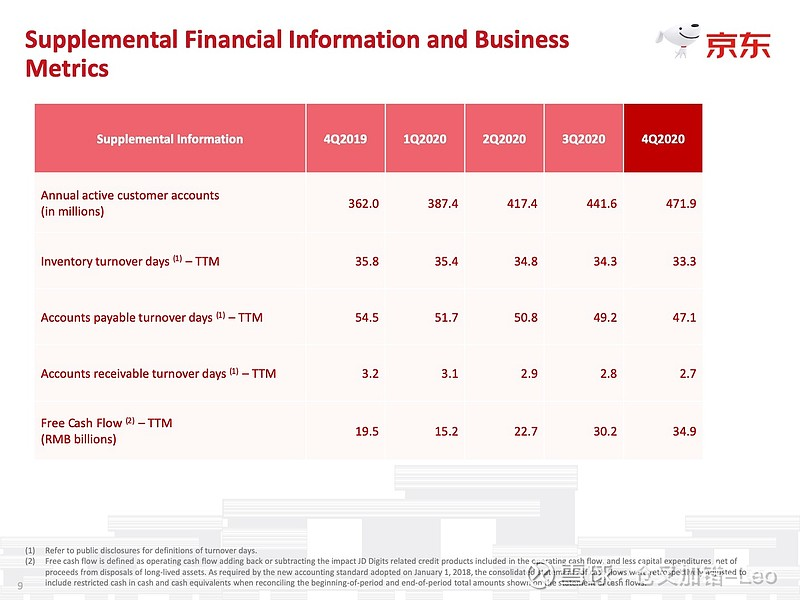 Supplemental Financial Information and Business
Metrics
京东
Supplemental Information 4Q2019 1Q2020 2Q2020 3Q2020 4Q2020
Annual active customer accounts
(in millions) 362.0 387.4 417.4 441.6 471.9
Inventory turnover days (1) – TTM 35.8 35.4 34.8 34.3 33.3
Accounts payable turnover days (1) – TTM 54.5 51.7 50.8 49.2 47.1
Accounts receivable turnover days (1) – TTM 3.2 3.1 2.9 2.8 2.7
Free Cash Flow (2) – TTM
(RMB billions) 19.5 15.2 22.7 30.2 34.9
(1) Refer to public disclosures for definitions of turnover days.
(2) Free cash flow is defined as operating cash flow adding back or subtracting the impact JD Digits related credit products included in the operating cash flow, and less capital expenditures, net of
proceeds from disposals of long-lived assets. As required by the new accounting standard adopted on January 1, 2018, the consolidated statements of cash flows were retrospectively adjusted to
include restricted cash in cash and cash equivalents when reconciling the beginning-of-period and end-of-period total amounts shown on the statement of cash flows.
9
雪球